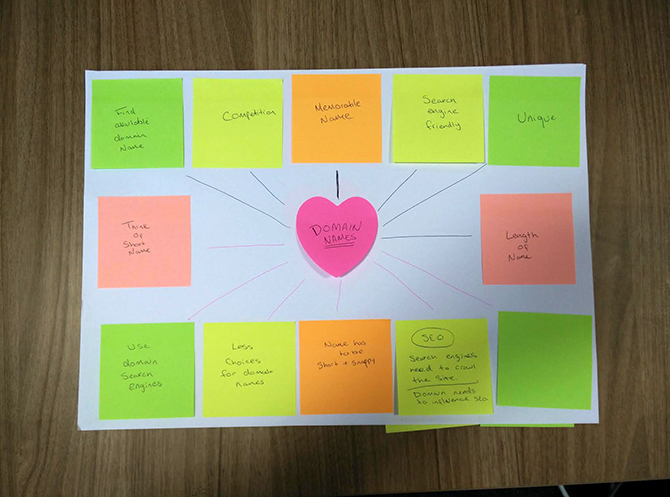 Find
available
domain
Name
Competition
Memorable
Name
Search
engine
friendly
Unique
Think
of
Short
Name
DOMAIN
NAMES
Length
of
Name
Use
domain
Search
Engines
Less
Choices
for domain
names
Name has
to be
Short + Snappy
SEO
Search engines
need to crawl
the site
Domain needs
to influence SEO